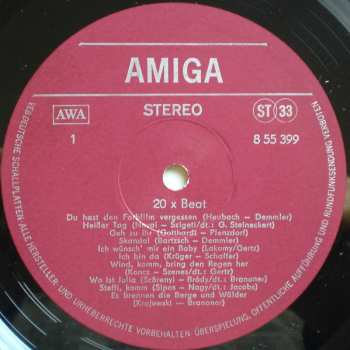 AMIGA
AWA
STEREO
ST 33
1
8 55 399
20 x Beat
Du hast den Farbfilm vergessen (Heubach - Demmler)
Heißer Tag (Novai - Szigeti/dt.: G. Steineckert)
Geh zu ihr (Gotthardt - Plenzdorf)
Skandal (Bartzsch - Demmler)
Ich wünsch' mir ein Baby (Lakomy/Gertz)
Ich bin da (Krüger - Schaffer)
Wind, komm, bring den Regen her
(Koncz - Szenes/dt.: Gertz)
Wo ist Julia (Szöreny - Bródy/dt.: Branoner)
Steffi, komm (Sipos - Nagy/dt.: Jacobs)
Es brennen die Berge und Wälder
(Krajewski - Branoner)
VEB DEUTSCHE SCHALLPLATTEN ALLE HERSTELLER- UND URHEBERRECHTE VORBEHALTEN · ÜBERSPIELUNG, ÖFFENTLICHE AUFFÜHRUNG UND RUNDFUNKSENDUNG VERBOTEN